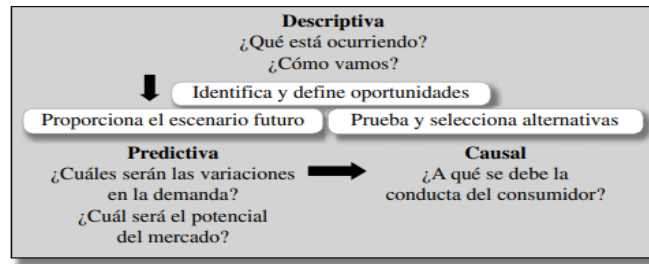 Descriptiva
¿Qué está ocurriendo?
¿Cómo vamos?
Identifica y define oportunidades
Proporciona el escenario futuro
Prueba y selecciona alternativas
Predictiva
¿Cuáles serán las variaciones
en la demanda?
¿Cuál será el potencial
del mercado?
Causal
¿A qué se debe la
conducta del consumidor?